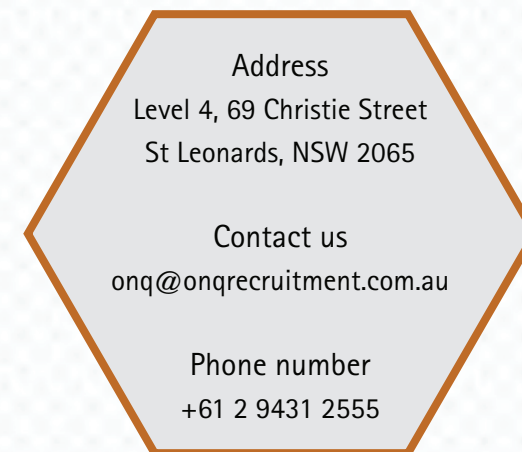 Address
Level 4, 69 Christie Street
St Leonards, NSW 2065
Contact us
onq@onqrecruitment.com.au
Phone number
+61 2 9431 2555